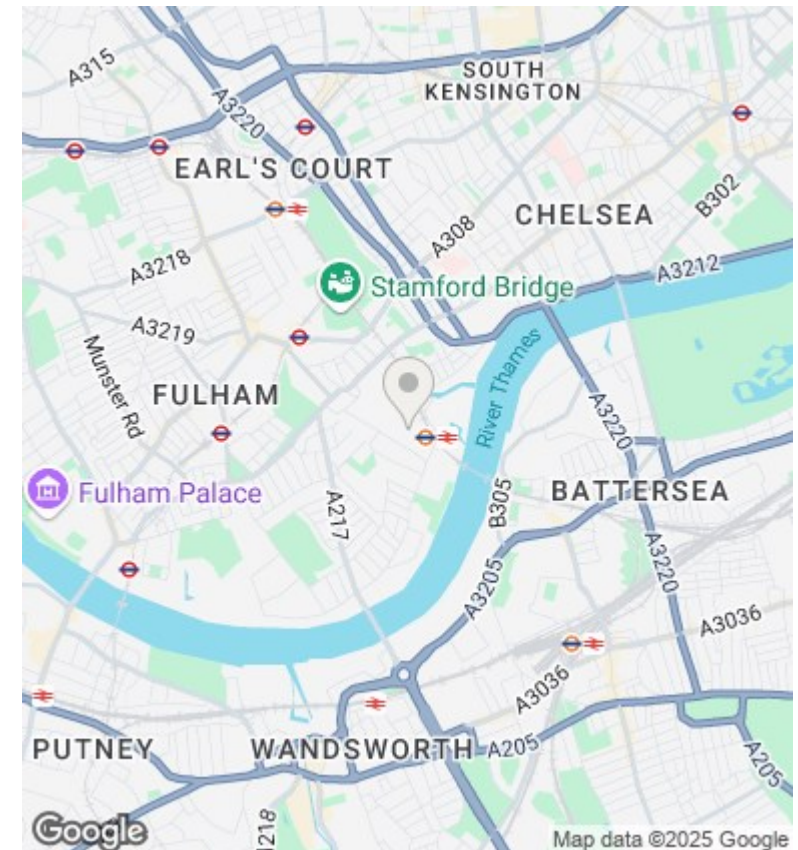 A315
SOUTH
KENSINGTON
A3220
EARL'S COURT
B302
CHELSEA
A308
A3218
A3212
Stamford Bridge
A3219
Munster Rd
River Thames
FULHAM
A3220
Fulham Palace
A217
B305
BATTERSEA
A3205
A3220
A3036
A3036
PUTNEY
WANDSWORTH
A205
A205
A218
Google
Map data ©2025 Google